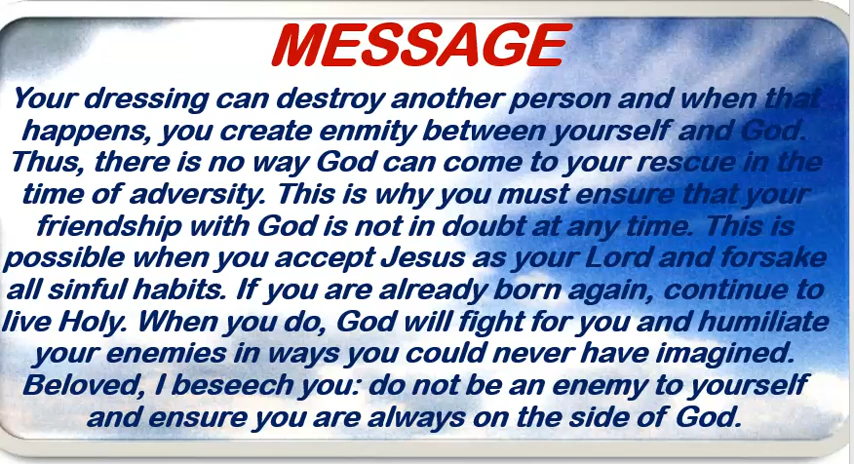 MESSAGE
Your dressing can destroy another person and when that
happens, you create enmity between yourself and God.
Thus, there is no way God can come to your rescue in the
time of adversity. This is why you must ensure that your
friendship with God is not in doubt at any time. This is
possible when you accept Jesus as your Lord and forsake
all sinful habits. If you are already born again, continue to
live Holy. When you do, God will fight for you and humiliate
your enemies in ways you could never have imagined.
Beloved, I beseech you: do not be an enemy to yourself
and ensure you are always on the side of God.